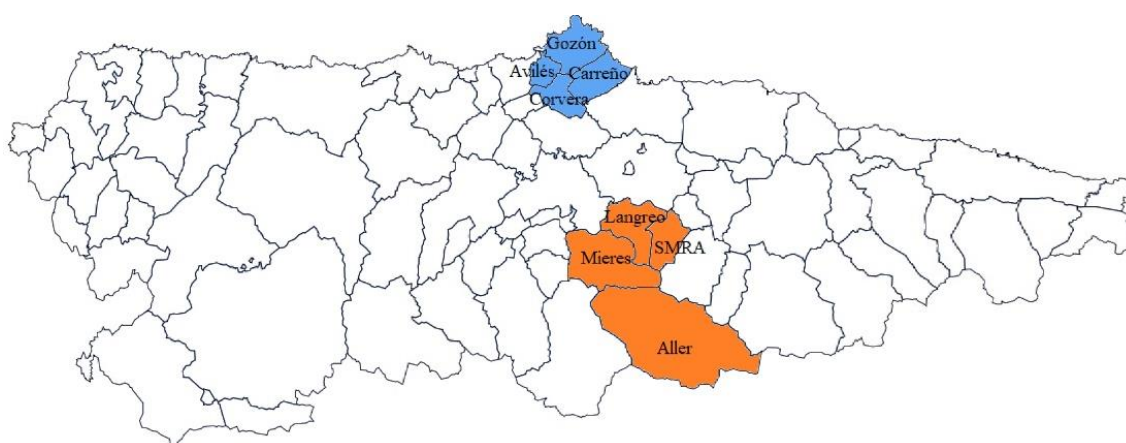 Gozón
Avilés
Carreño
Corvera
Langreo
SMRA
Mieres
Aller